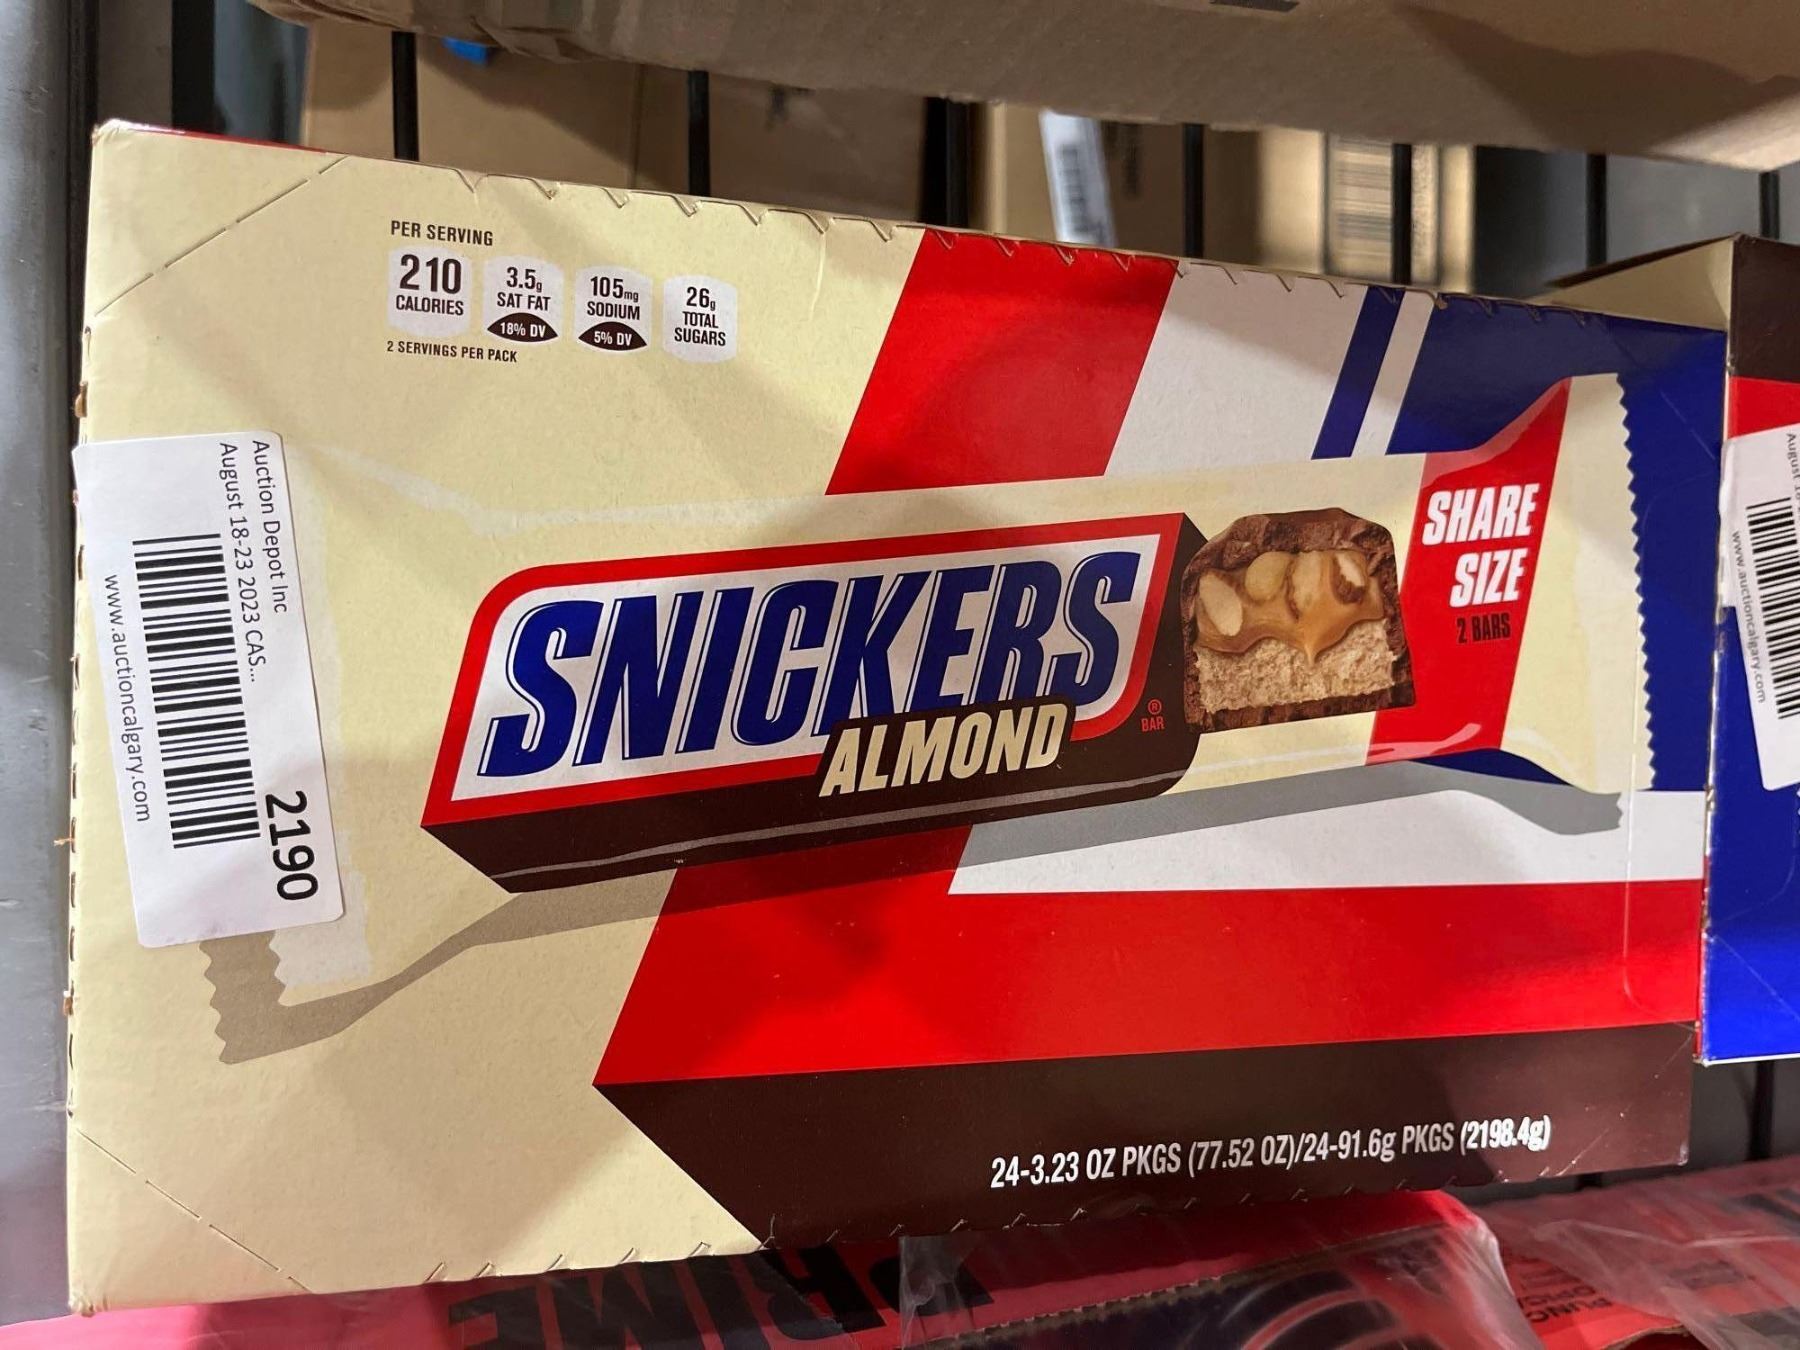 PER SERVING
210 CALORIES
3.5g SAT FAT 18% DV
105mg SODIUM 5% DV
26g TOTAL SUGARS
2 SERVINGS PER PACK
Auction Depot Inc
August 18-23 2023 CAS...
www.auctioncalgary.com
2190
SNICKERS
ALMOND
® BAR
SHARE
SIZE
2 BARS
24-3.23 OZ PKGS (77.52 OZ)/24-91.6g PKGS (2198.4g)
August
www.auctioncalgary.com
PRIME